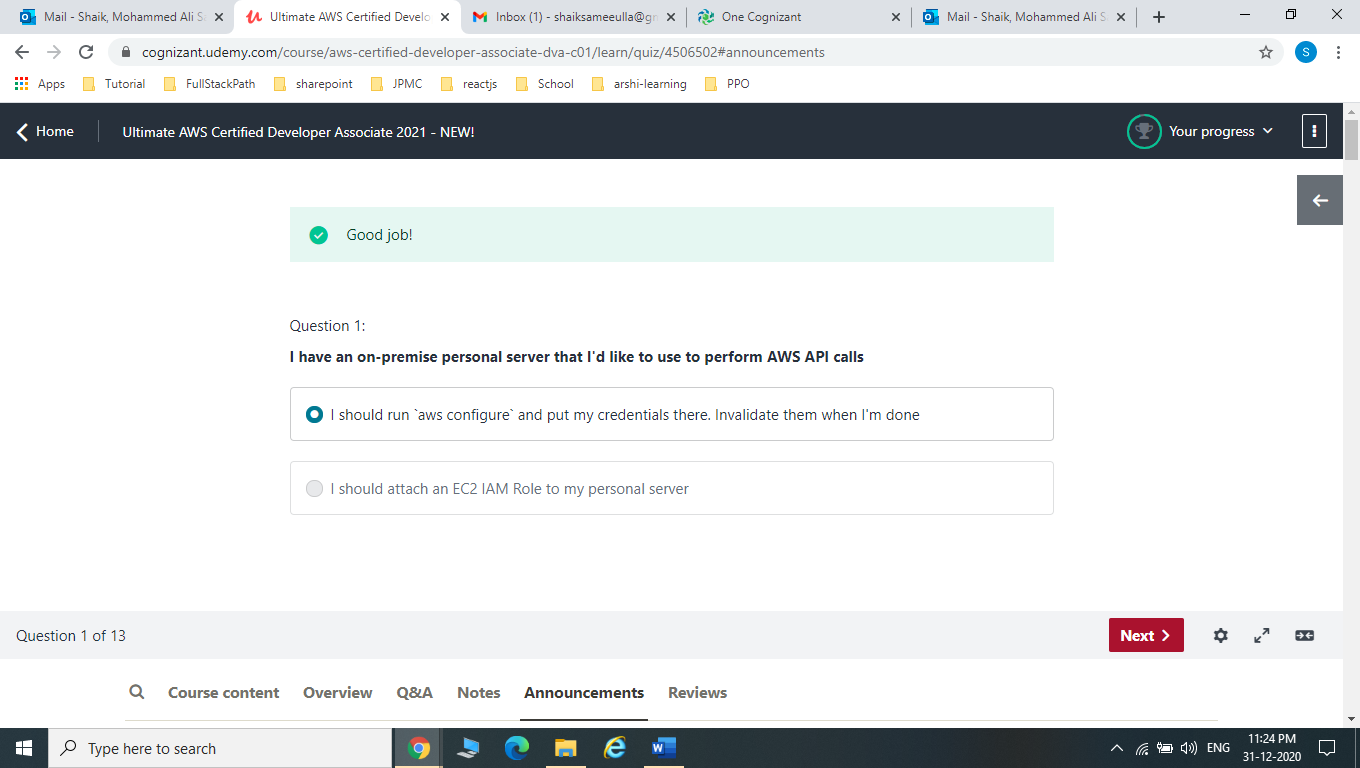 Mail - Shaik, Mohammed Ali S
Ultimate AWS Certified Develo
Inbox (1) - shaiksameeulla@gr
One Cognizant
Mail - Shaik, Mohammed Ali S
cognizant.udemy.com/course/aws-certified-developer-associate-dva-c01/learn/quiz/4506502#announcements
S
Apps
Tutorial
FullStackPath
sharepoint
JPMC
reactjs
School
arshi-learning
PPO
Home
Ultimate AWS Certified Developer Associate 2021 - NEW!
Your progress
Good job!
Question 1:
I have an on-premise personal server that I'd like to use to perform AWS API calls
I should run `aws configure` and put my credentials there. Invalidate them when I'm done
I should attach an EC2 IAM Role to my personal server
Question 1 of 13
Next
Course content
Overview
Q&A
Notes
Announcements
Reviews
Type here to search
ENG
11:24 PM
31-12-2020